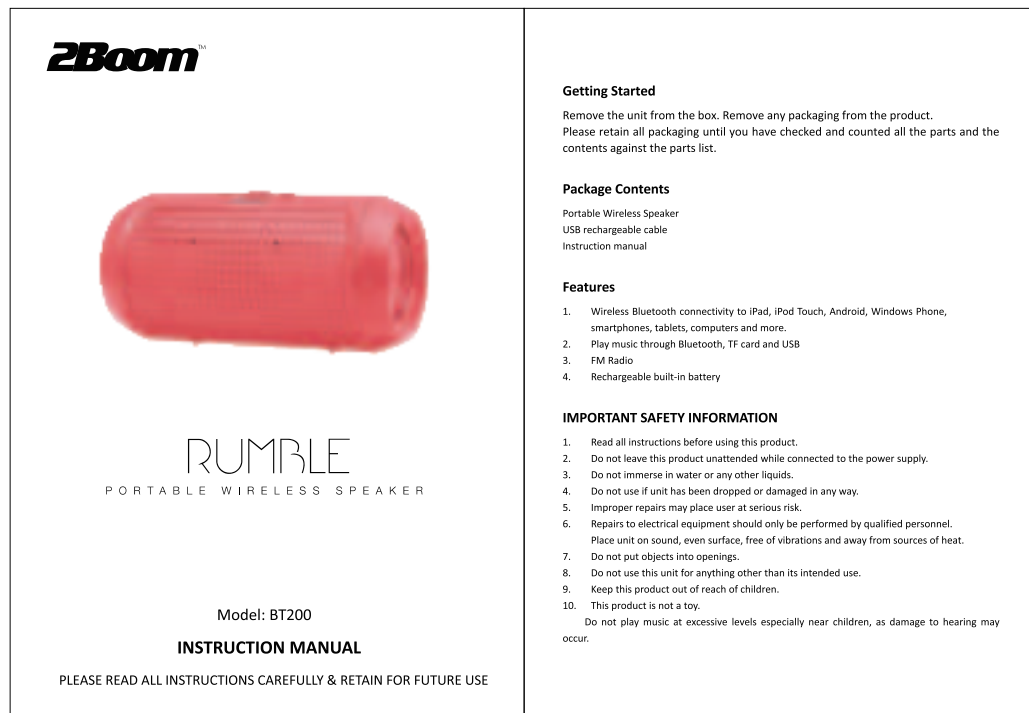 2Boom™
RUMBLE
PORTABLE WIRELESS SPEAKER
Model: BT200
INSTRUCTION MANUAL
PLEASE READ ALL INSTRUCTIONS CAREFULLY & RETAIN FOR FUTURE USE
Getting Started
Remove the unit from the box. Remove any packaging from the product.
Please retain all packaging until you have checked and counted all the parts and the
contents against the parts list.
Package Contents
Portable Wireless Speaker
USB rechargeable cable
Instruction manual
Features
1. Wireless Bluetooth connectivity to iPad, iPod Touch, Android, Windows Phone,
smartphones, tablets, computers and more.
2. Play music through Bluetooth, TF card and USB
3. FM Radio
4. Rechargeable built-in battery
IMPORTANT SAFETY INFORMATION
1. Read all instructions before using this product.
2. Do not leave this product unattended while connected to the power supply.
3. Do not immerse in water or any other liquids.
4. Do not use if unit has been dropped or damaged in any way.
5. Improper repairs may place user at serious risk.
6. Repairs to electrical equipment should only be performed by qualified personnel.
Place unit on sound, even surface, free of vibrations and away from sources of heat.
7. Do not put objects into openings.
8. Do not use this unit for anything other than its intended use.
9. Keep this product out of reach of children.
10. This product is not a toy.
Do not play music at excessive levels especially near children, as damage to hearing may
occur.